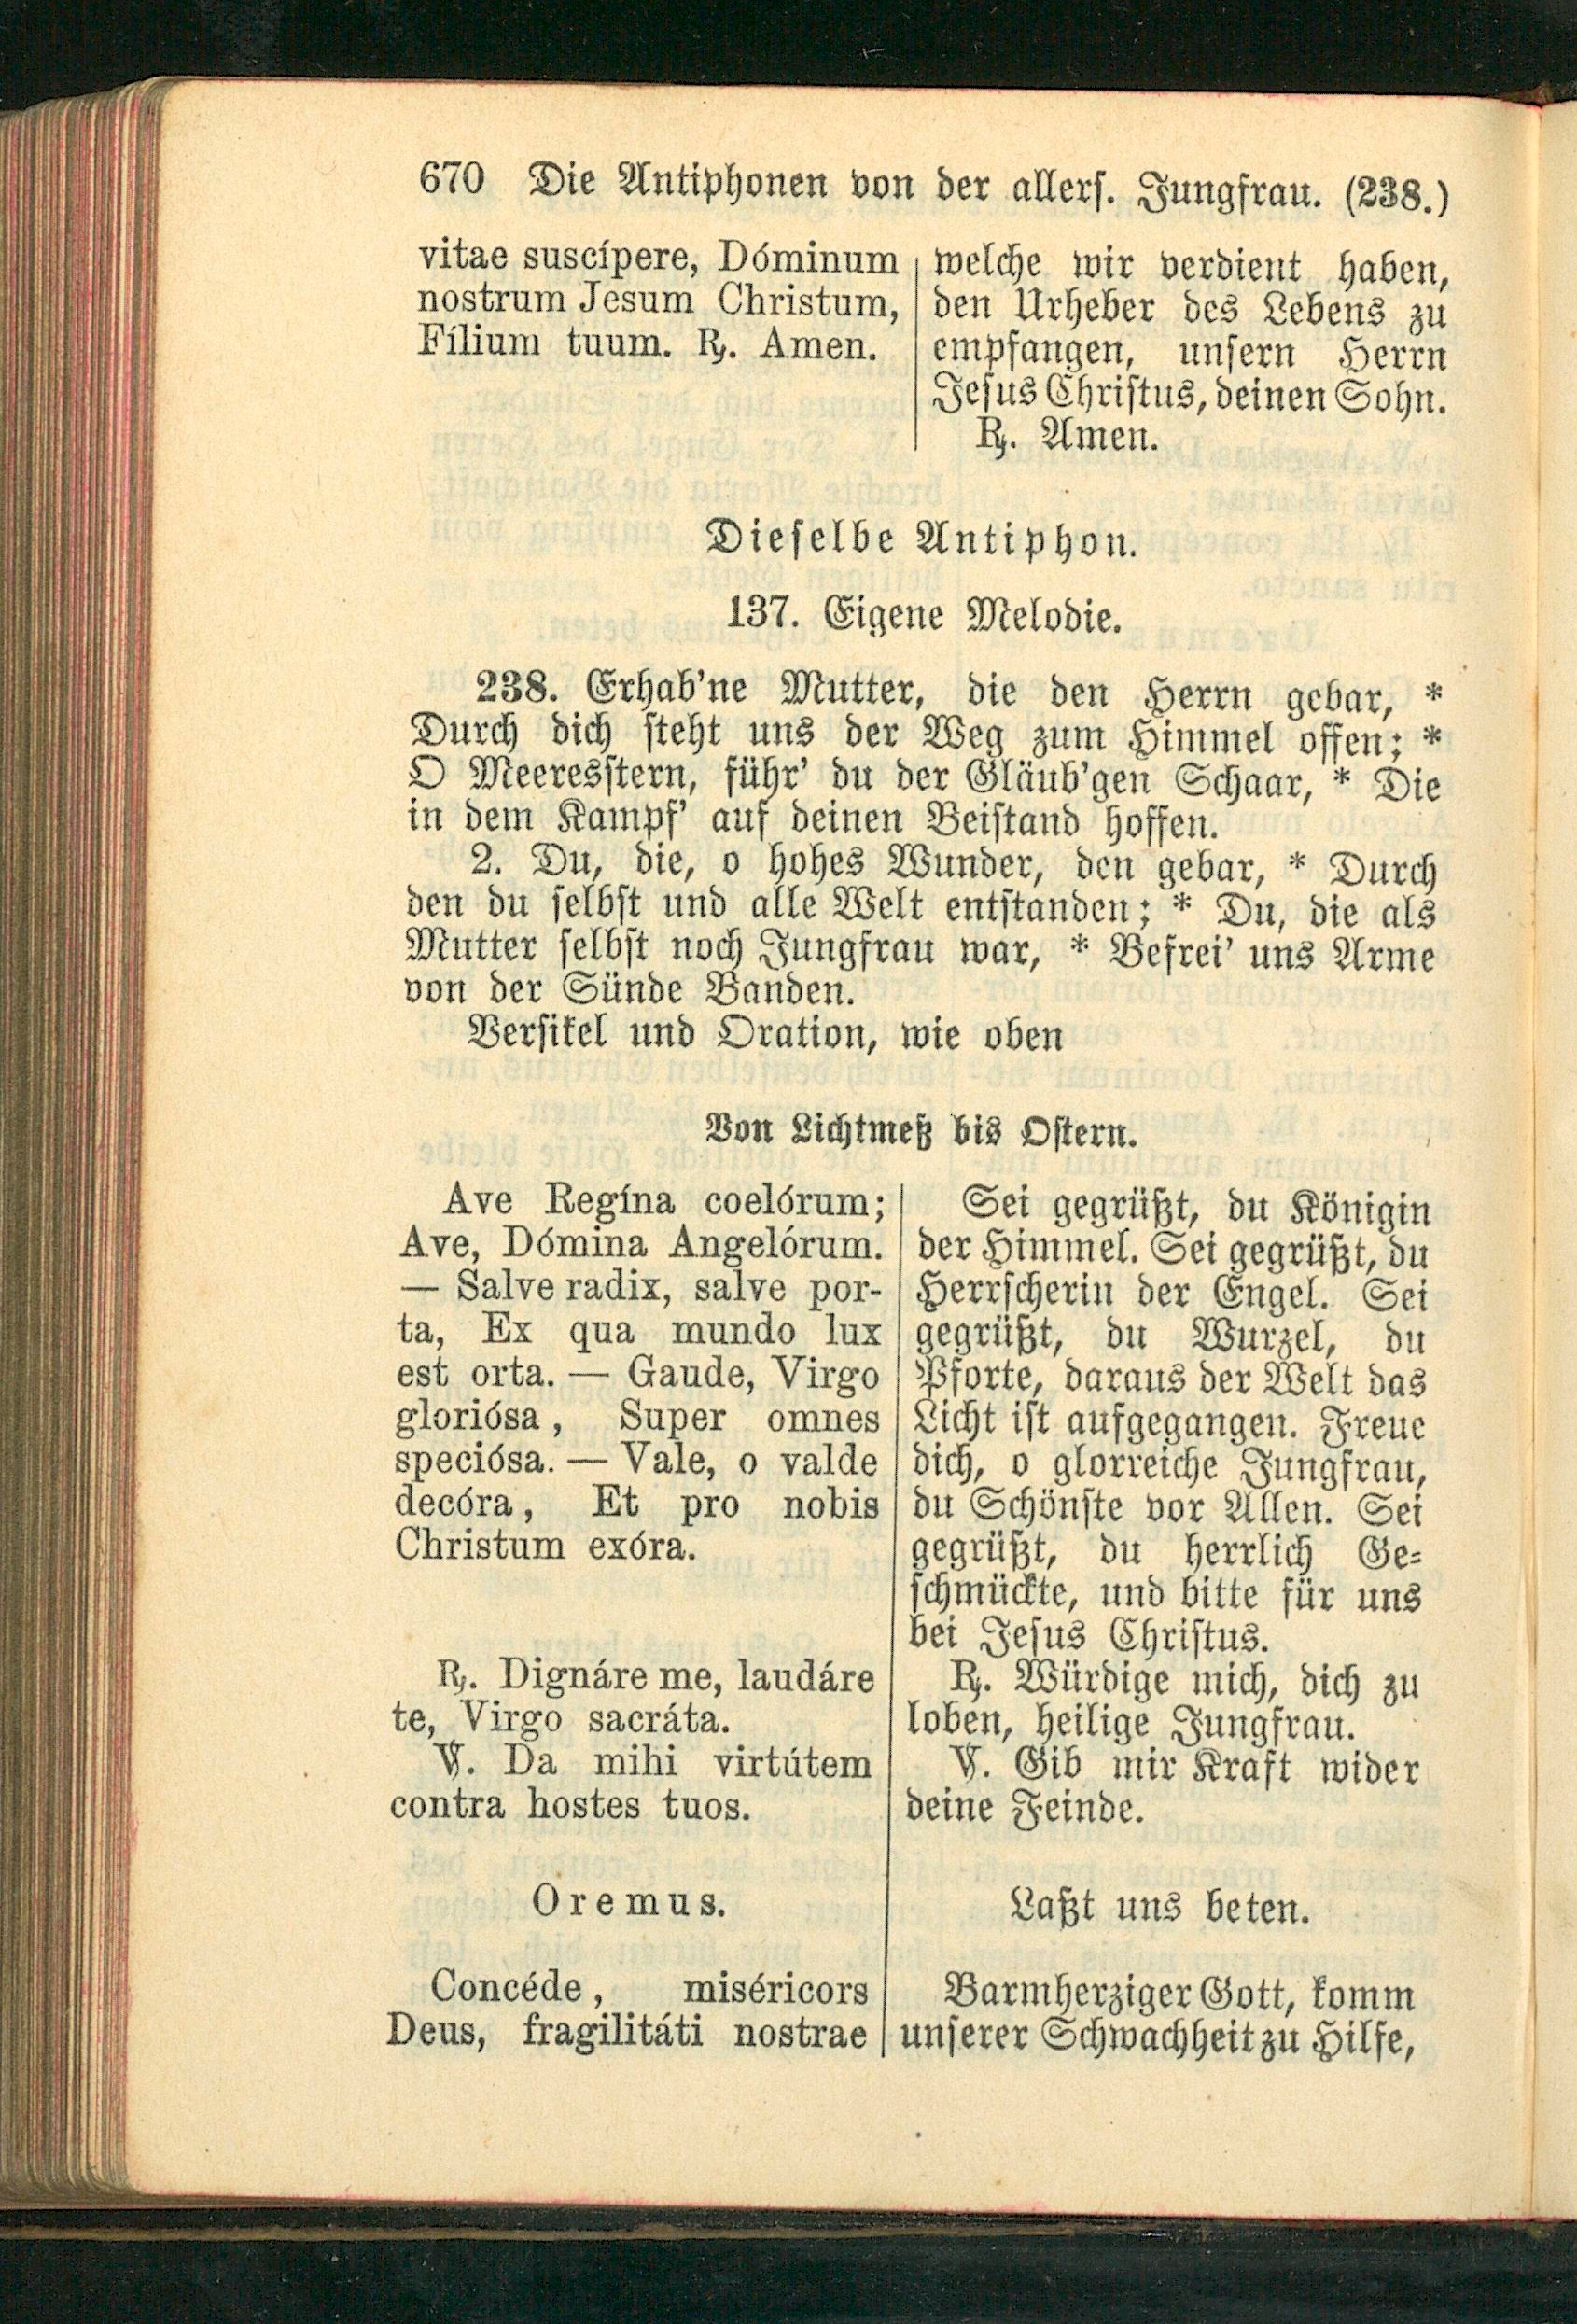 670 Die Antiphonen von der allers. Jungfrau. (238.)
vitae suscípere, Dóminum
nostrum Jesum Christum,
Fílium tuum. ℟. Amen.
welche wir verdient haben,
den Urheber des Lebens zu
empfangen, unsern Herrn
Jesus Christus, deinen Sohn.
℟. Amen.
Dieselbe Antiphon.
137. Eigene Melodie.
238. Erhab'ne Mutter, die den Herrn gebar, *
Durch dich steht uns der Weg zum Himmel offen; *
O Meeresstern, führ' du der Gläub'gen Schaar, * Die
in dem Kampf' auf deinen Beistand hoffen.
2. Du, die, o hohes Wunder, den gebar, * Durch
den du selbst und alle Welt entstanden; * Du, die als
Mutter selbst noch Jungfrau war, * Befrei' uns Arme
von der Sünde Banden.
Versikel und Oration, wie oben
Von Lichtmeß bis Ostern.
Ave Regína coelórum;
Ave, Dómina Angelórum.
— Salve radix, salve por-
ta, Ex qua mundo lux
est orta. — Gaude, Virgo
gloriósa, Super omnes
speciósa. — Vale, o valde
decóra, Et pro nobis
Christum exóra.
℟. Dignáre me, laudáre
te, Virgo sacráta.
℣. Da mihi virtútem
contra hostes tuos.
Oremus.
Concéde, miséricors
Deus, fragilitáti nostrae
Sei gegrüßt, du Königin
der Himmel. Sei gegrüßt, du
Herrscherin der Engel. Sei
gegrüßt, du Wurzel, du
Pforte, daraus der Welt das
Licht ist aufgegangen. Freue
dich, o glorreiche Jungfrau,
du Schönste vor Allen. Sei
gegrüßt, du herrlich Ge-
schmückte, und bitte für uns
bei Jesus Christus.
℟. Würdige mich, dich zu
loben, heilige Jungfrau.
℣. Gib mir Kraft wider
deine Feinde.
Laßt uns beten.
Barmherziger Gott, komm
unserer Schwachheit zu Hilfe,